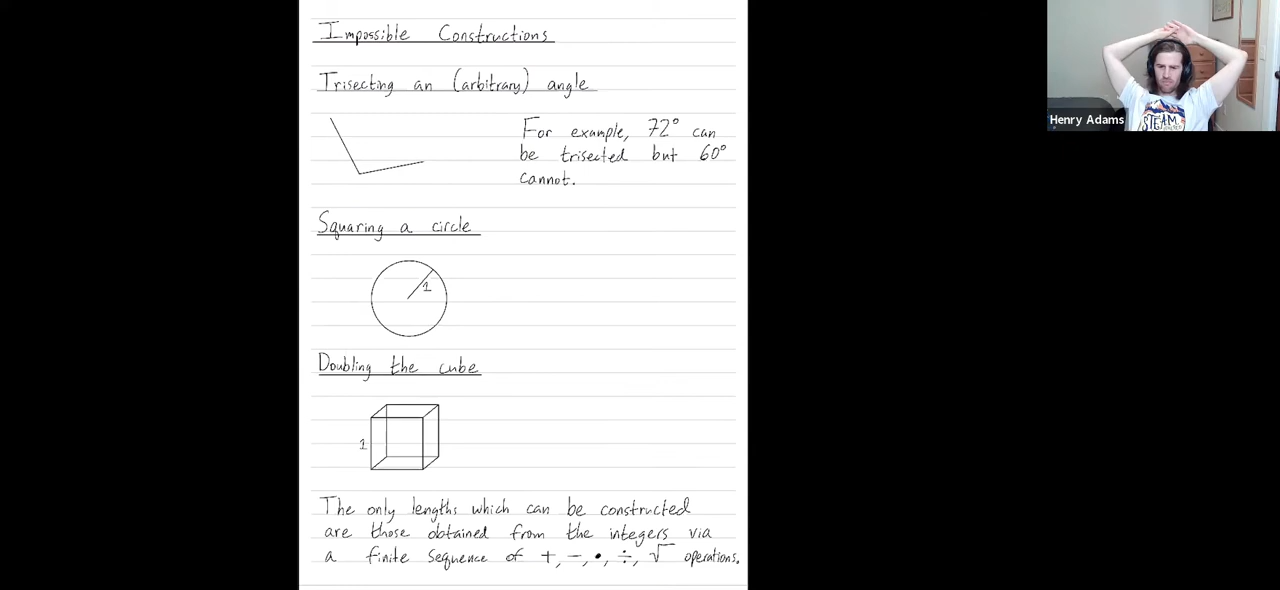 Impossible Constructions
Trisecting an (arbitrary) angle
For example, 72° can
be trisected but 60°
cannot.
Squaring a circle
1
Doubling the cube
1
The only lengths which can be constructed
are those obtained from the integers via
a finite sequence of +, −, •, ÷, √ operations.
Henry Adams
STEAM